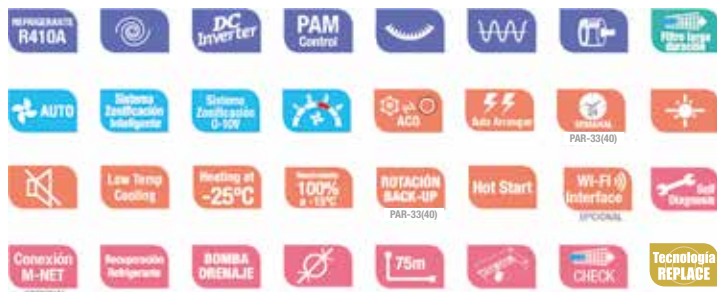 REFRIGERANTE
R410A
DC
Inverter
PAM
Control
Filtro larga
duración
AUTO
Sistema
Zonificación
Inteligente
Sistema
Zonificación
0-10V
ACO
Auto Arranque
SEMANAL
PAR-33(40)
Low Temp
Cooling
Heating at
-25ºC
100%
a -15ºC
ROTACIÓN
BACK-UP
PAR-33(40)
Hot Start
WI-FI
Interface
OPCIONAL
Self
Diagnosis
Conexión
M-NET
OPCIONAL
Recuperación
Refrigerante
BOMBA
DRENAJE
75m
CHECK
Tecnología
REPLACE